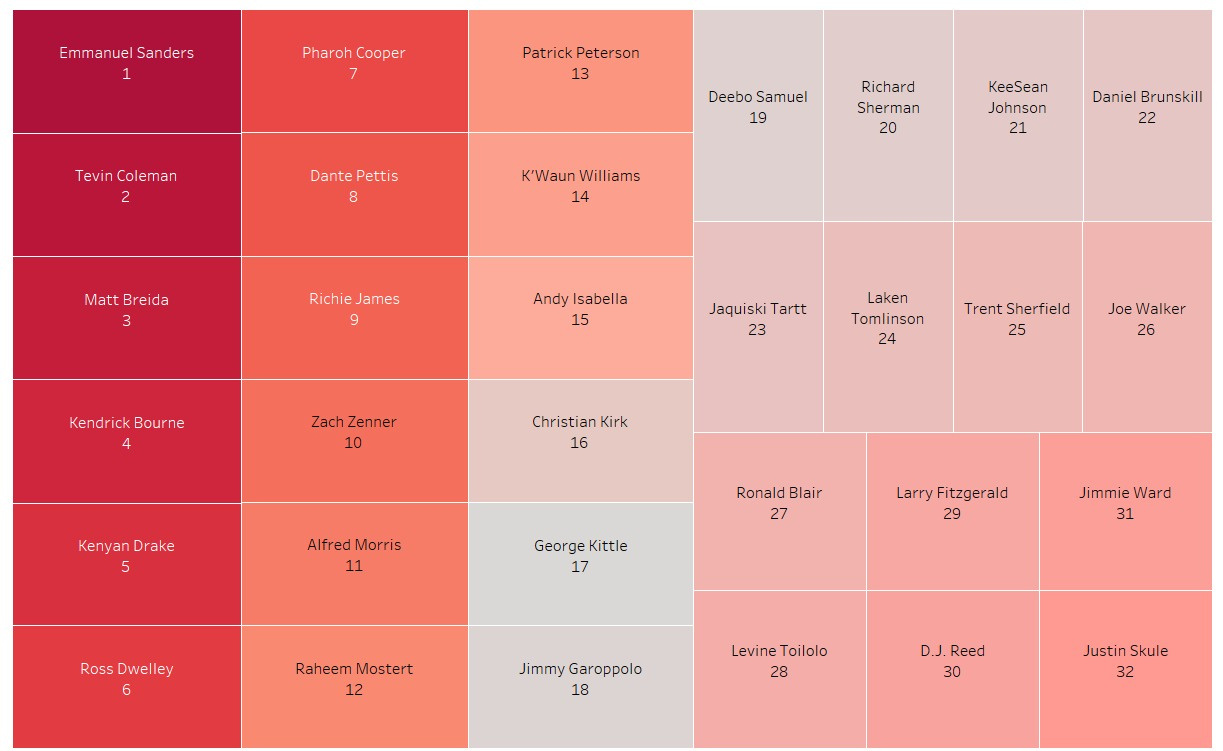 Emmanuel Sanders
1
Tevin Coleman
2
Matt Breida
3
Kendrick Bourne
4
Kenyan Drake
5
Ross Dwelley
6
Pharoh Cooper
7
Dante Pettis
8
Richie James
9
Zach Zenner
10
Alfred Morris
11
Raheem Mostert
12
Patrick Peterson
13
K'Waun Williams
14
Andy Isabella
15
Christian Kirk
16
George Kittle
17
Jimmy Garoppolo
18
Deebo Samuel
19
Richard
Sherman
20
KeeSean
Johnson
21
Daniel Brunskill
22
Jaquiski Tartt
23
Laken
Tomlinson
24
Trent Sherfield
25
Joe Walker
26
Ronald Blair
27
Levine Toilolo
28
Larry Fitzgerald
29
D.J. Reed
30
Jimmie Ward
31
Justin Skule
32